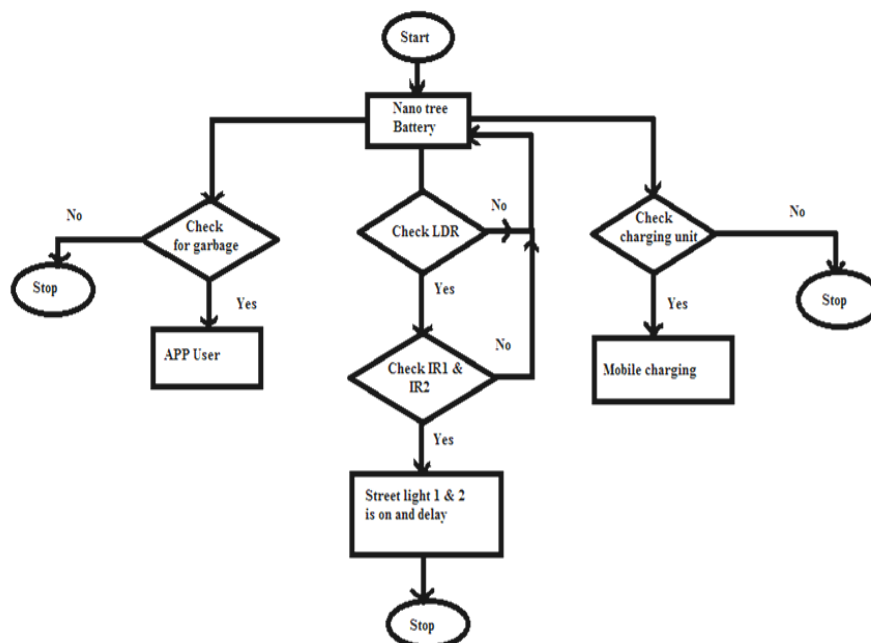 Start
Nano tree
Battery
No
Check
for garbage
Stop
Yes
APP User
Check LDR
No
Yes
Check IR1 &
IR2
No
Yes
Street light 1 & 2
is on and delay
Stop
Check
charging unit
No
Stop
Yes
Mobile charging